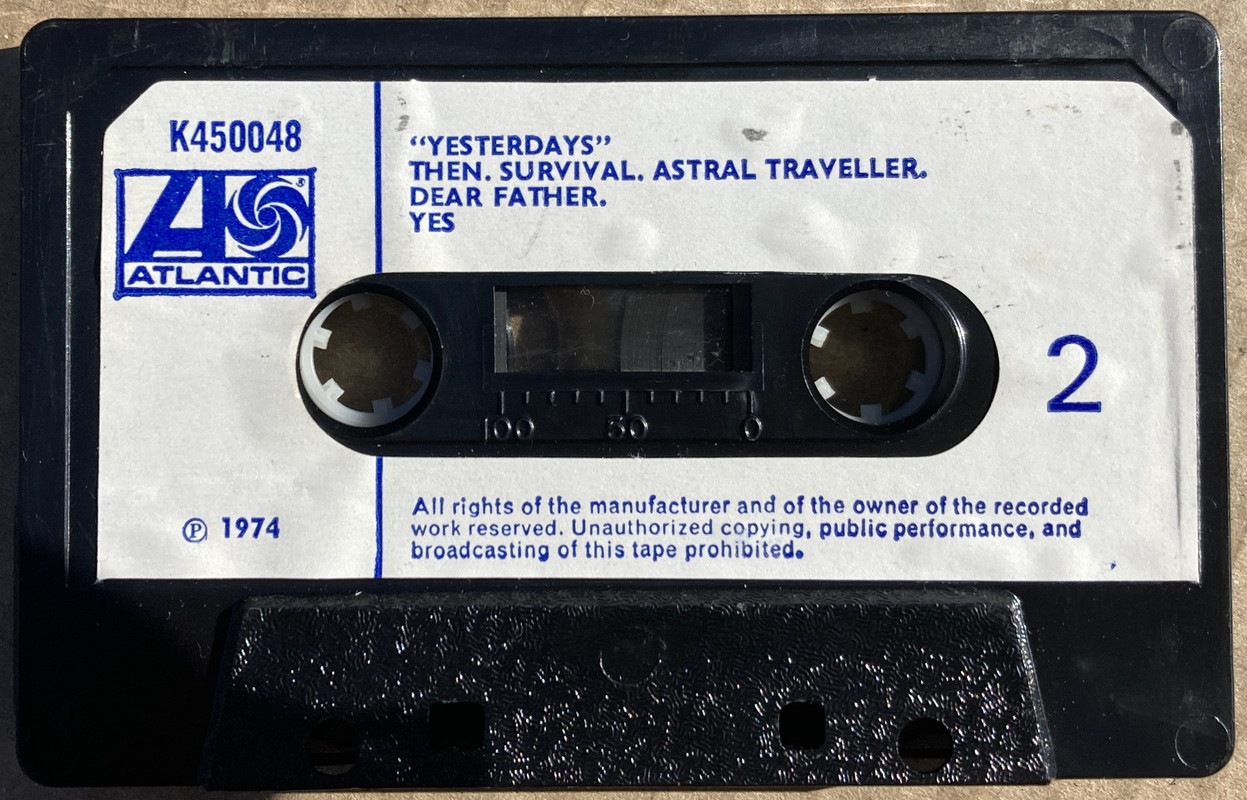 K450048
ATLANTIC
®
“YESTERDAYS”
THEN. SURVIVAL. ASTRAL TRAVELLER.
DEAR FATHER.
YES
100 50 0
2
℗ 1974
All rights of the manufacturer and of the owner of the recorded
work reserved. Unauthorized copying, public performance, and
broadcasting of this tape prohibited.